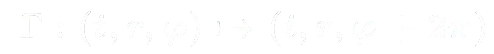 Γ : (t, r, φ) ↦ (t, r, φ + 2π)